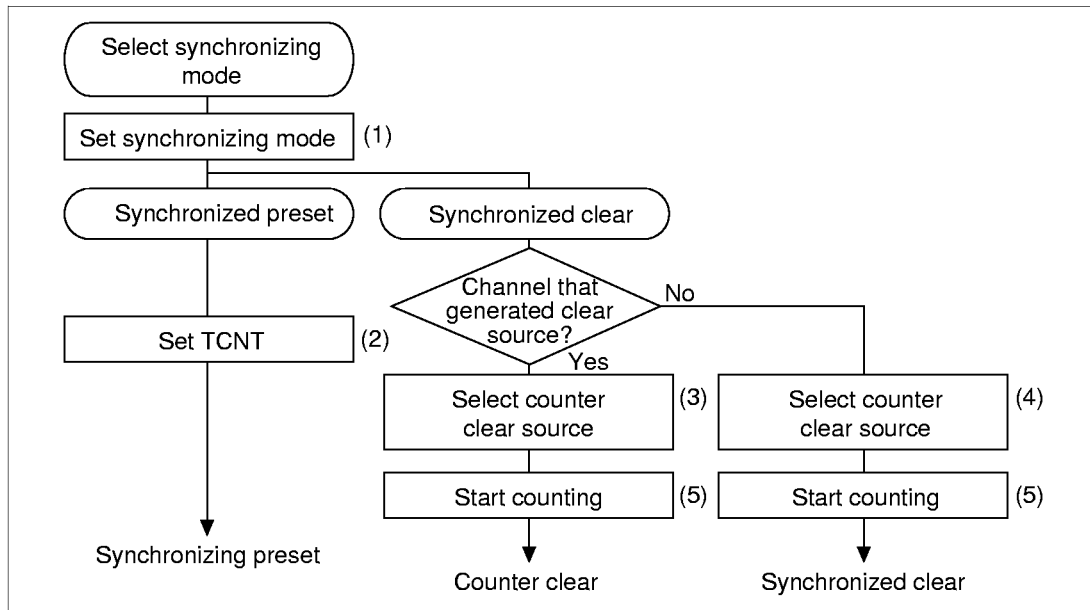 Select synchronizing
mode
Set synchronizing mode
(1)
Synchronized preset
Synchronized clear
Channel that
generated clear
source?
No
Yes
Set TCNT
(2)
Select counter
clear source
(3)
Select counter
clear source
(4)
Start counting
(5)
Start counting
(5)
Synchronizing preset
Counter clear
Synchronized clear